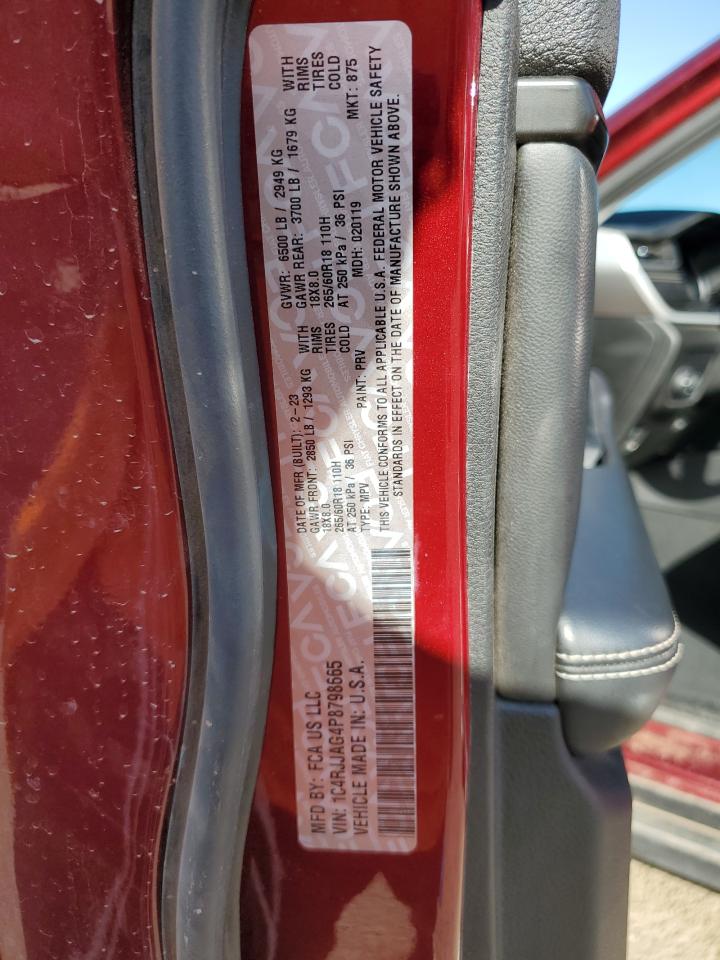 MFD BY: FCA US LLC
VIN: 1C4RJJAG4P8798665
VEHICLE MADE IN: U.S.A.
DATE OF MFR (BUILT): 2-23
GAWR FRONT: 2850 LB / 1293 KG WITH
18X8.0 RIMS
265/60R18 110H TIRES
AT 250 kPa / 36 PSI COLD
TYPE: MPV PAINT: PRV
GVWR: 6500 LB / 2949 KG
GAWR REAR: 3700 LB / 1679 KG WITH
18X8.0 RIMS
265/60R18 110H TIRES
AT 250 kPa / 36 PSI COLD
MDH: 020119 MKT: 875
THIS VEHICLE CONFORMS TO ALL APPLICABLE U.S.A. FEDERAL MOTOR VEHICLE SAFETY
STANDARDS IN EFFECT ON THE DATE OF MANUFACTURE SHOWN ABOVE.